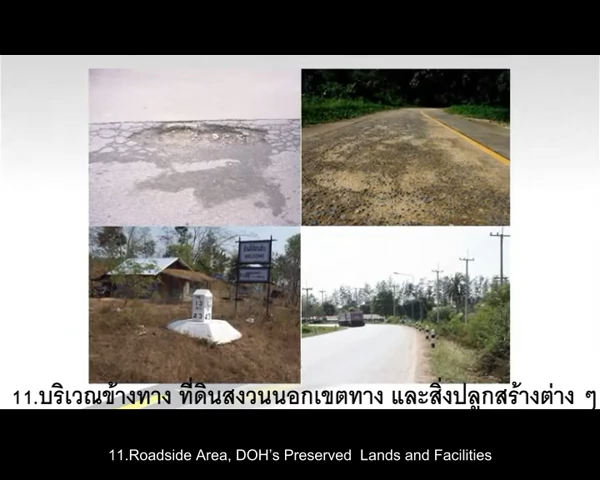 11.บริเวณข้างทาง ที่ดินสงวนนอกเขตทาง และสิ่งปลูกสร้างต่าง ๆ
11.Roadside Area, DOH's Preserved  Lands and Facilities